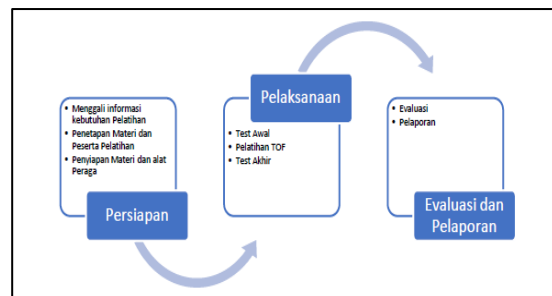 • Menggali informasi
kebutuhan Pelatihan
• Penetapan Materi dan
Peserta Pelatihan
• Penyiapan Materi dan alat
Peraga
Persiapan
Pelaksanaan
• Test Awal
• Pelatihan TOF
• Test Akhir
• Evaluasi
• Pelaporan
Evaluasi dan
Pelaporan